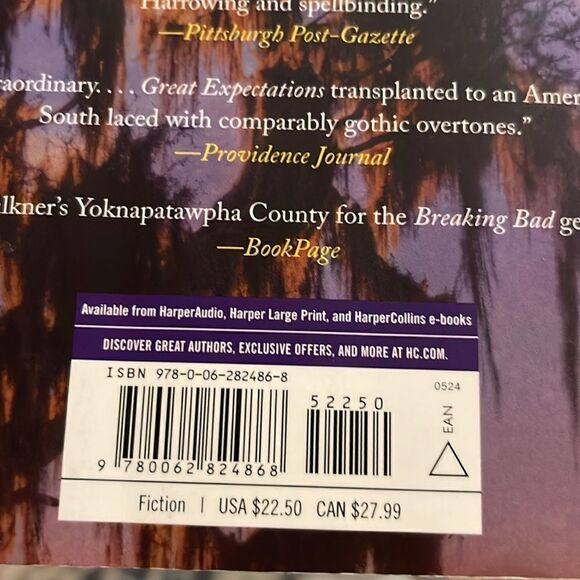 Harrowing and spellbinding."
—Pittsburgh Post-Gazette
raordinary. . . . Great Expectations transplanted to an Amer
South laced with comparably gothic overtones."
—Providence Journal
lkner's Yoknapatawpha County for the Breaking Bad ge
—BookPage
Available from HarperAudio, Harper Large Print, and HarperCollins e-books
DISCOVER GREAT AUTHORS, EXCLUSIVE OFFERS, AND MORE AT HC.COM.
ISBN 978-0-06-282486-8
0524
52250
EAN
9 780062 824868
Fiction | USA $22.50 CAN $27.99